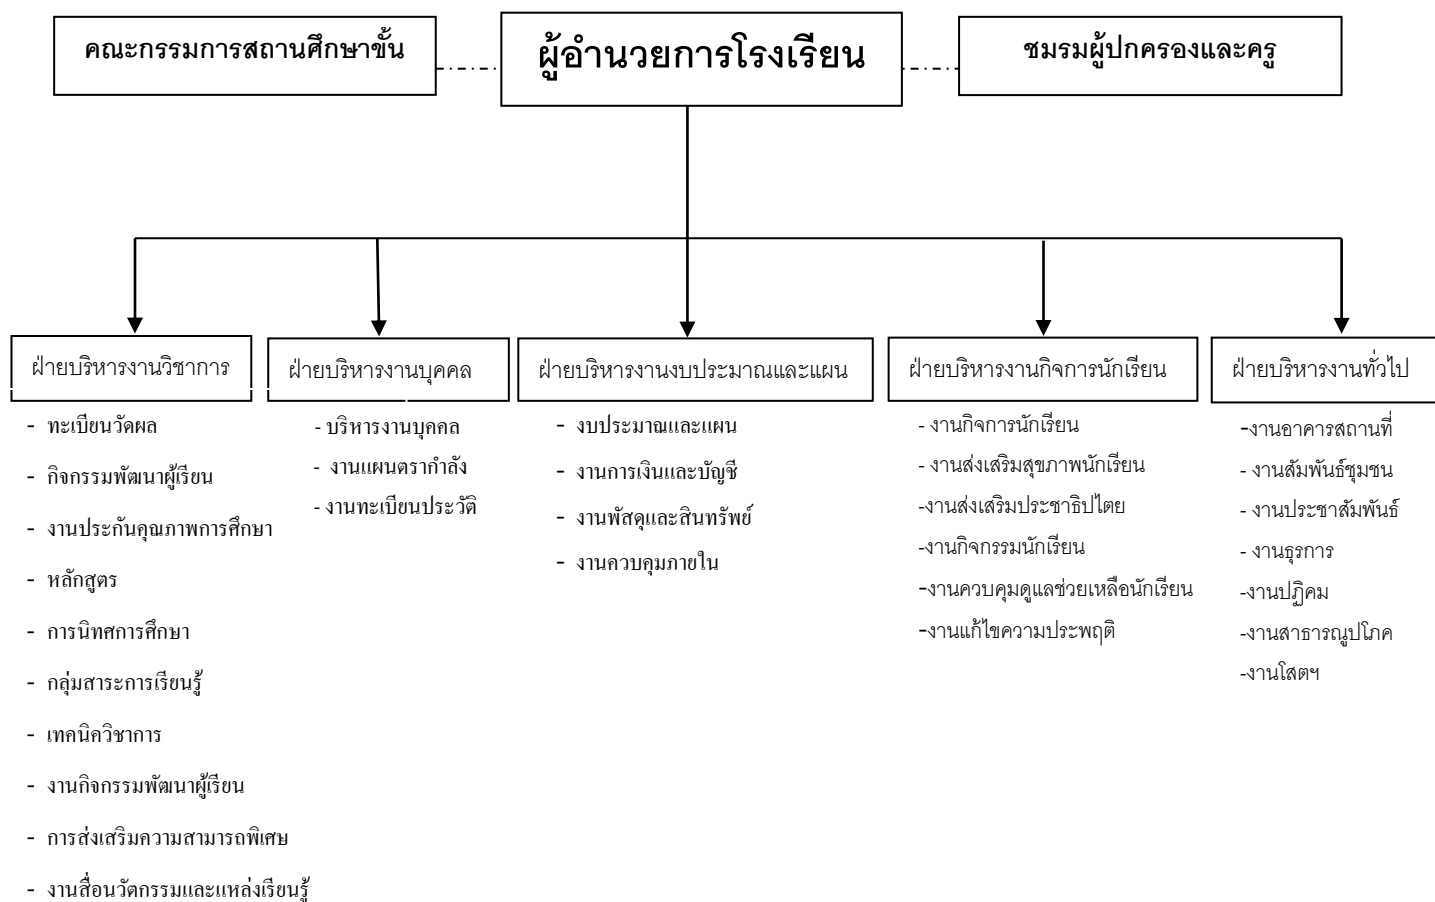 คณะกรรมการสถานศึกษาขั้น
ผู้อำนวยการโรงเรียน
ชมรมผู้ปกครองและครู
ฝ่ายบริหารงานวิชาการ
- ทะเบียนวัดผล
- กิจกรรมพัฒนาผู้เรียน
- งานประกันคุณภาพการศึกษา
- หลักสูตร
- การนิทศการศึกษา
- กลุ่มสาระการเรียนรู้
- เทคนิควิชาการ
- งานกิจกรรมพัฒนาผู้เรียน
- การส่งเสริมความสามารถพิเศษ
- งานสื่อนวัตกรรมและแหล่งเรียนรู้
ฝ่ายบริหารงานบุคคล
- บริหารงานบุคคล
- งานแผนตรากำลัง
- งานทะเบียนประวัติ
ฝ่ายบริหารงานงบประมาณและแผน
- งบประมาณและแผน
- งานการเงินและบัญชี
- งานพัสดุและสินทรัพย์
- งานควบคุมภายใน
ฝ่ายบริหารงานกิจการนักเรียน
- งานกิจการนักเรียน
- งานส่งเสริมสุขภาพนักเรียน
-งานส่งเสริมประชาธิปไตย
-งานกิจกรรมนักเรียน
-งานควบคุมดูแลช่วยเหลือนักเรียน
-งานแก้ไขความประพฤติ
ฝ่ายบริหารงานทั่วไป
-งานอาคารสถานที่
- งานสัมพันธ์ชุมชน
- งานประชาสัมพันธ์
- งานธุรการ
-งานปฏิคม
-งานสาธารณูปโภค
-งานโสตฯ